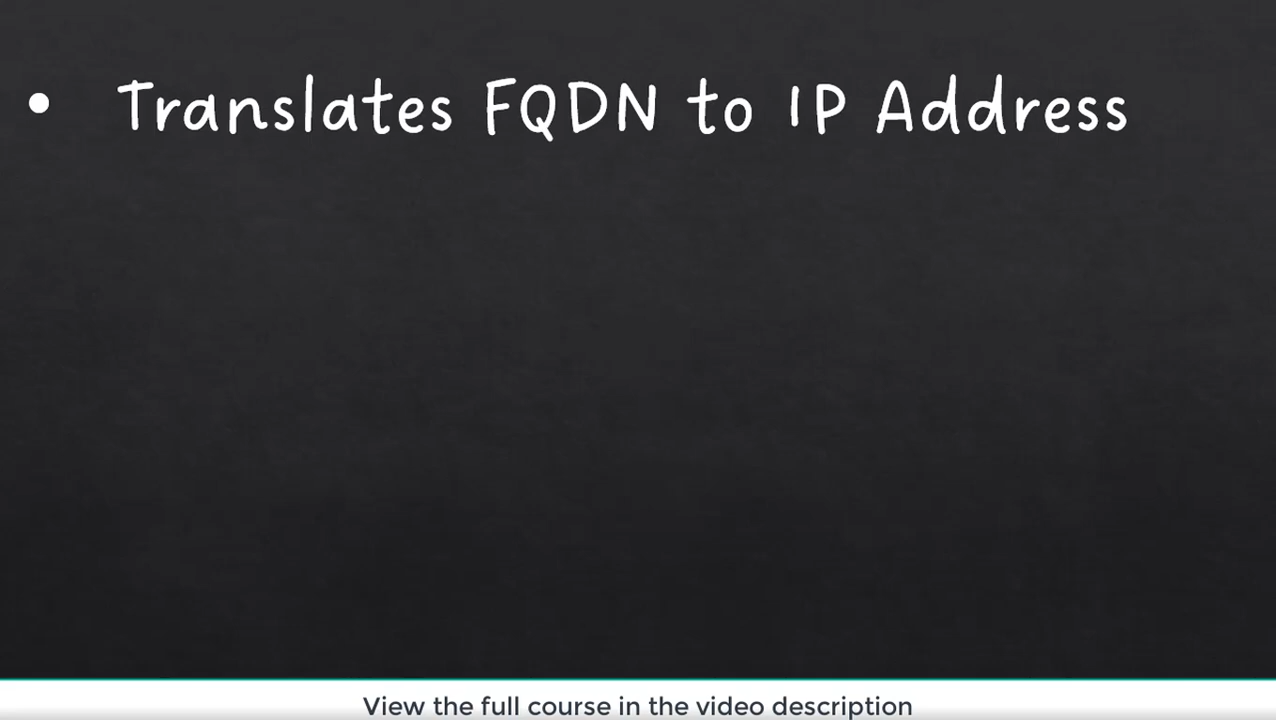 • Translates FQDN to IP Address
View the full course in the video description